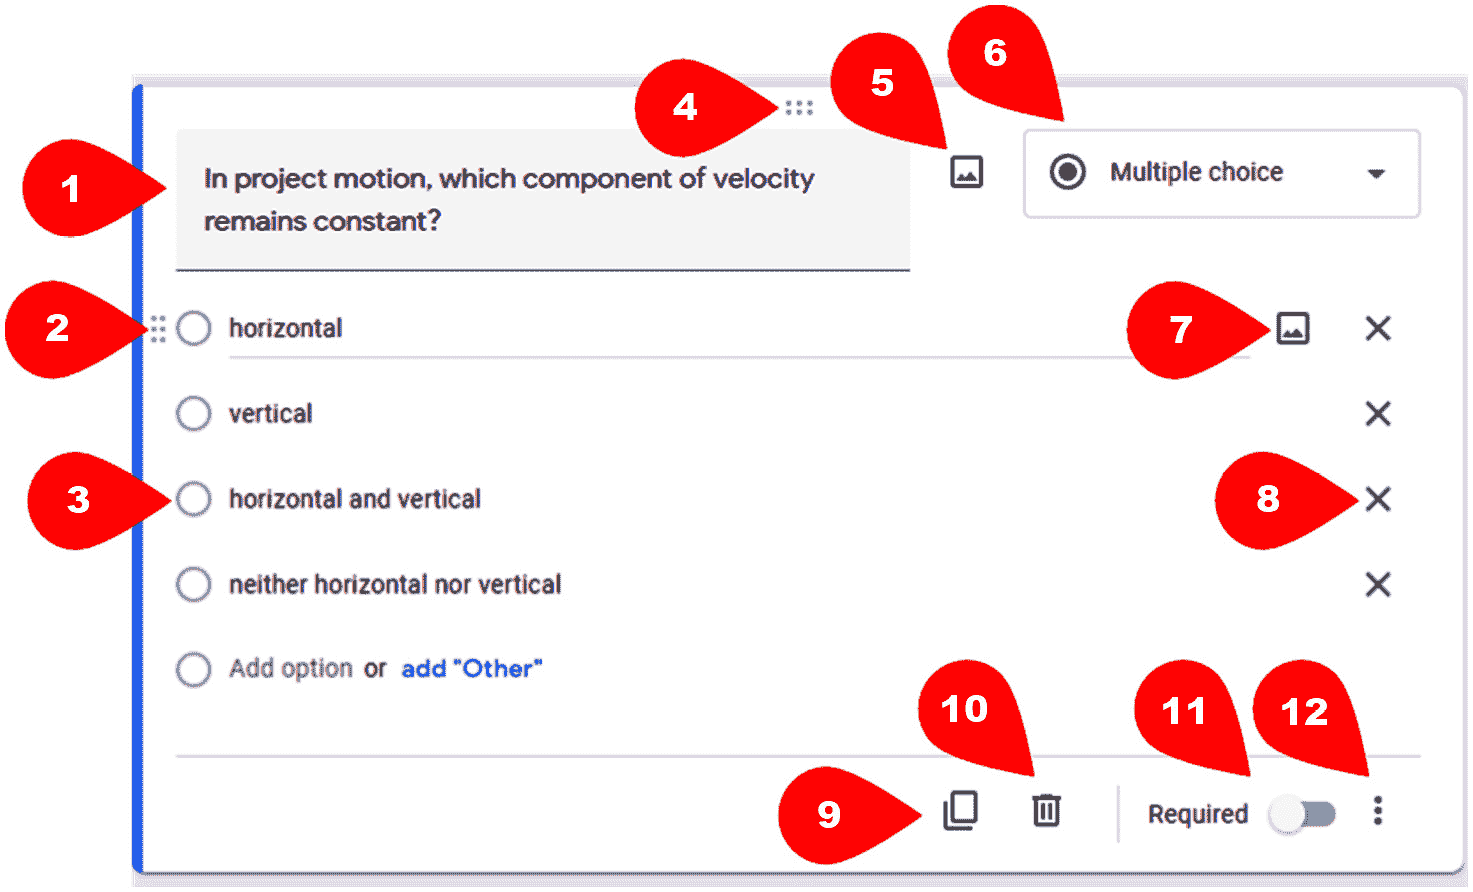 6
5
4
1
In project motion, which component of velocity
remains constant?
Multiple choice
2
horizontal
7
vertical
3
horizontal and vertical
8
neither horizontal nor vertical
Add option or add "Other"
10
11
12
9
Required